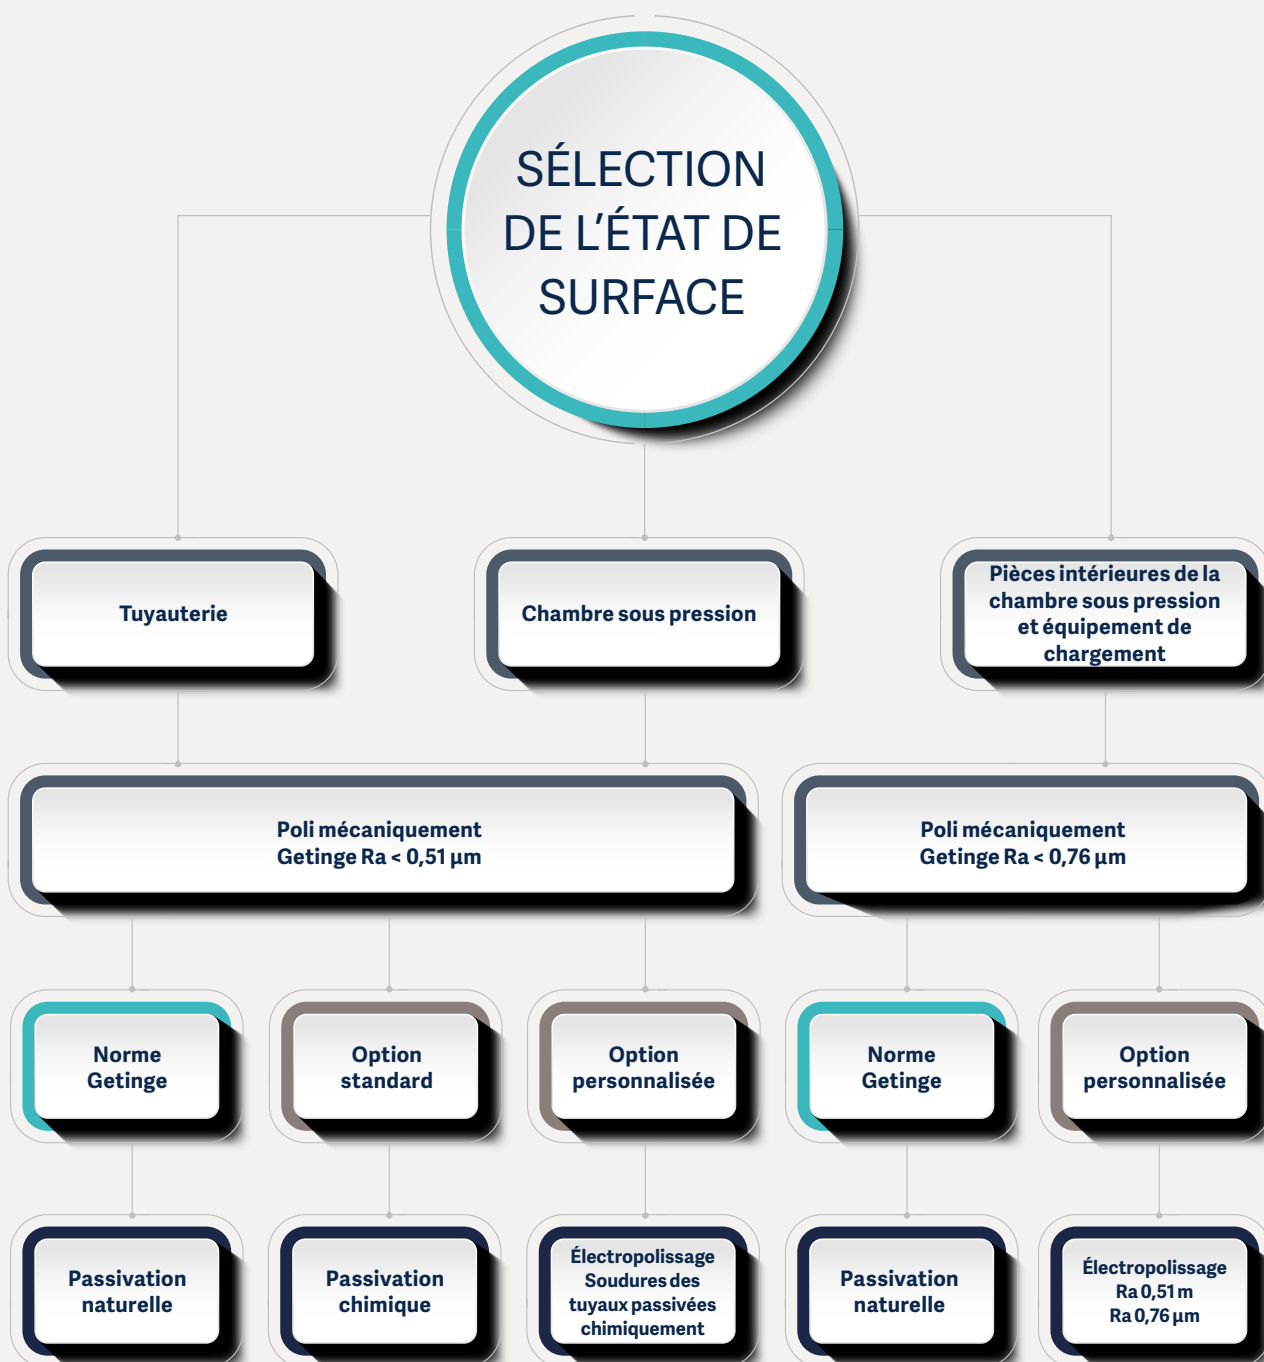 SÉLECTION
DE L’ÉTAT DE
SURFACE
Tuyauterie
Chambre sous pression
Pièces intérieures de la
chambre sous pression
et équipement de
chargement
Poli mécaniquement
Getinge Ra < 0,51 µm
Poli mécaniquement
Getinge Ra < 0,76 µm
Norme
Getinge
Option
standard
Option
personnalisée
Norme
Getinge
Option
personnalisée
Passivation
naturelle
Passivation
chimique
Électropolissage
Soudures des
tuyaux passivées
chimiquement
Passivation
naturelle
Électropolissage
Ra 0,51 m
Ra 0,76 µm